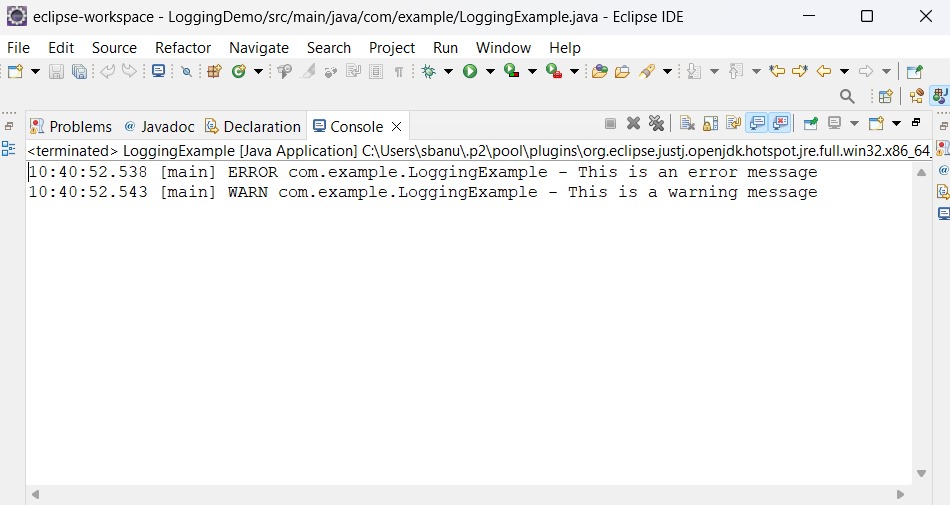 eclipse-workspace - LoggingDemo/src/main/java/com/example/LoggingExample.java - Eclipse IDE
File Edit Source Refactor Navigate Search Project Run Window Help
Problems @ Javadoc Declaration Console
<terminated> LoggingExample [Java Application] C:\Users\sbanu\.p2\pool\plugins\org.eclipse.justj.openjdk.hotspot.jre.full.win32.x86_64_
10:40:52.538 [main] ERROR com.example.LoggingExample - This is an error message
10:40:52.543 [main] WARN com.example.LoggingExample - This is a warning message